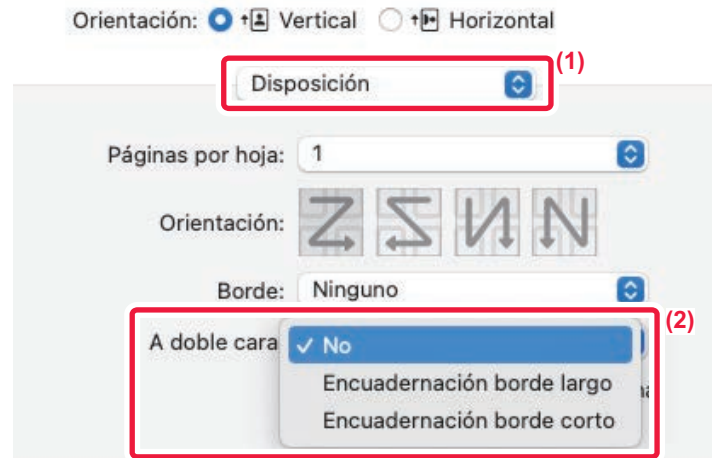 Orientación: Vertical Horizontal
(1)
Disposición
Páginas por hoja: 1
Orientación:
Borde: Ninguno
(2)
A doble cara ✓ No
Encuadernación borde largo
Encuadernación borde corto